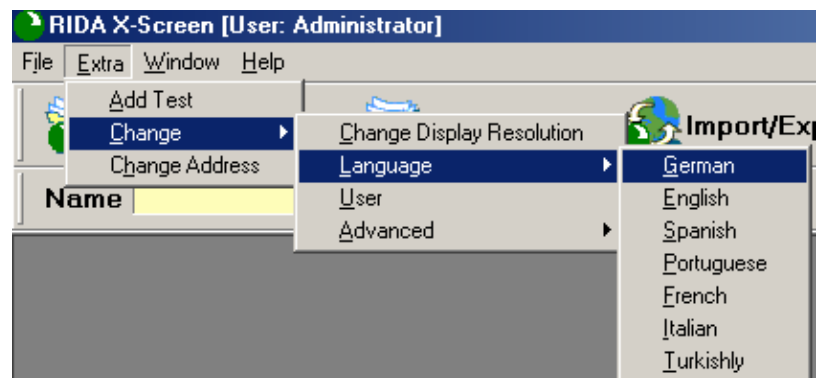 RIDA X-Screen [User: Administrator]
File Extra Window Help
Add Test
Change
Change Address
Change Display Resolution
Language
User
Advanced
German
English
Spanish
Portuguese
French
Italian
Turkishly
Import/Ex
Name